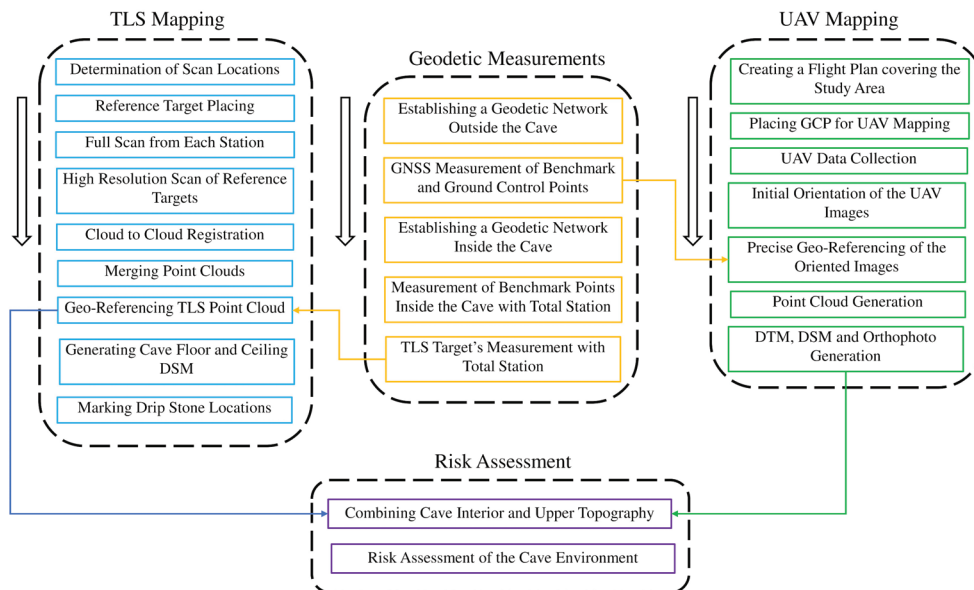 TLS Mapping
Determination of Scan Locations
Reference Target Placing
Full Scan from Each Station
High Resolution Scan of Reference
Targets
Cloud to Cloud Registration
Merging Point Clouds
Geo-Referencing TLS Point Cloud
Generating Cave Floor and Ceiling
DSM
Marking Drip Stone Locations
Geodetic Measurements
Establishing a Geodetic Network
Outside the Cave
GNSS Measurement of Benchmark
and Ground Control Points
Establishing a Geodetic Network
Inside the Cave
Measurement of Benchmark Points
Inside the Cave with Total Station
TLS Target's Measurement with
Total Station
UAV Mapping
Creating a Flight Plan covering the
Study Area
Placing GCP for UAV Mapping
UAV Data Collection
Initial Orientation of the UAV
Images
Precise Geo-Referencing of the
Oriented Images
Point Cloud Generation
DTM, DSM and Orthophoto
Generation
Risk Assessment
Combining Cave Interior and Upper Topography
Risk Assessment of the Cave Environment